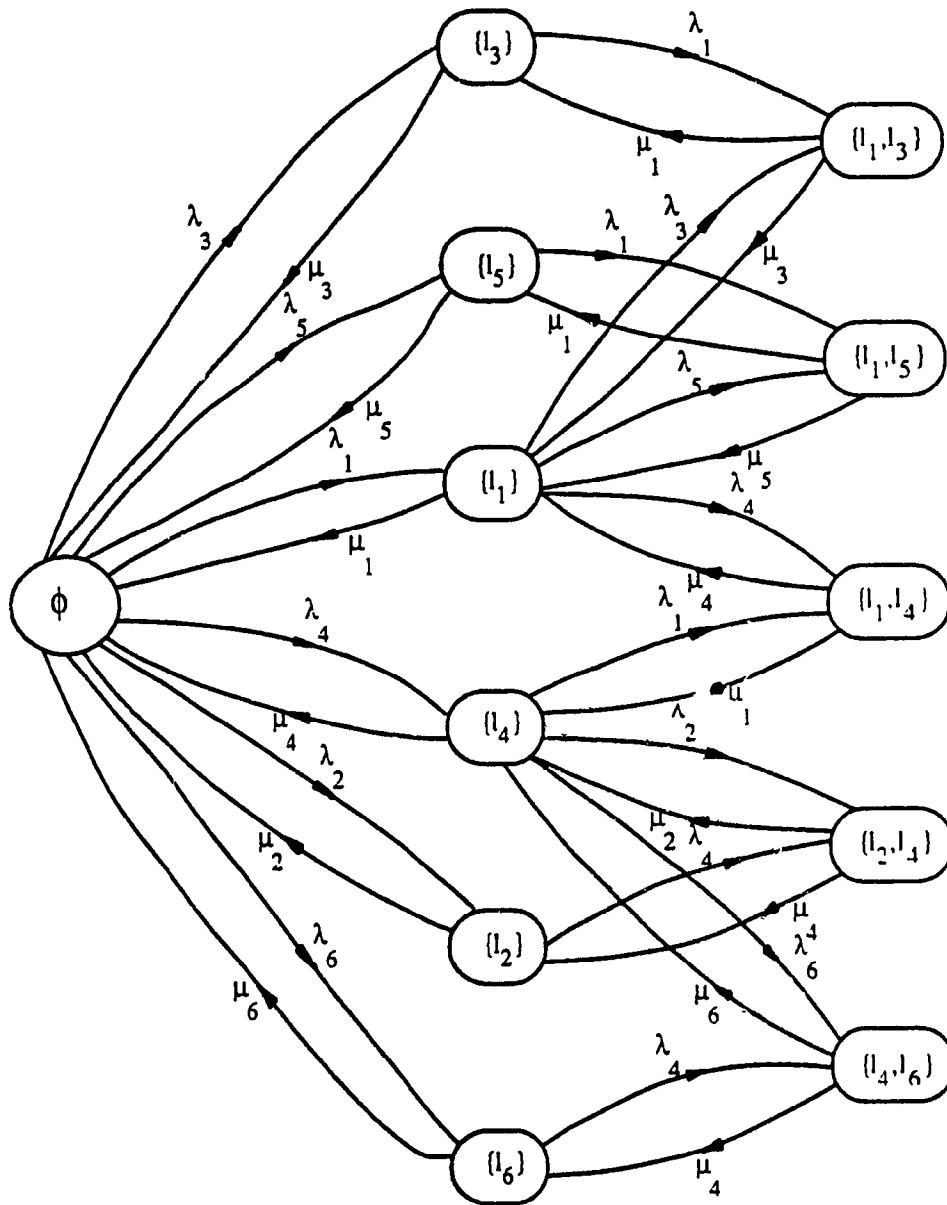 {l₃}
λ₁
{l₁,l₃}
μ₁
λ₃
λ₃
λ₁
μ₃
{l₅}
μ₃
λ₅
μ₁
{l₁,l₅}
λ₅
μ₅
λ₁
μ₅
{l₁}
λ₄
μ₁
μ₄
ϕ
{l₁,l₄}
λ₁
λ₄
μ₁
{l₄}
λ₂
μ₄
λ₂
μ₂
λ₄
{l₂,l₄}
μ₂
μ₄
{l₂}
λ₆
λ₆
μ₆
μ₆
λ₄
{l₄,l₆}
{l₆}
μ₄